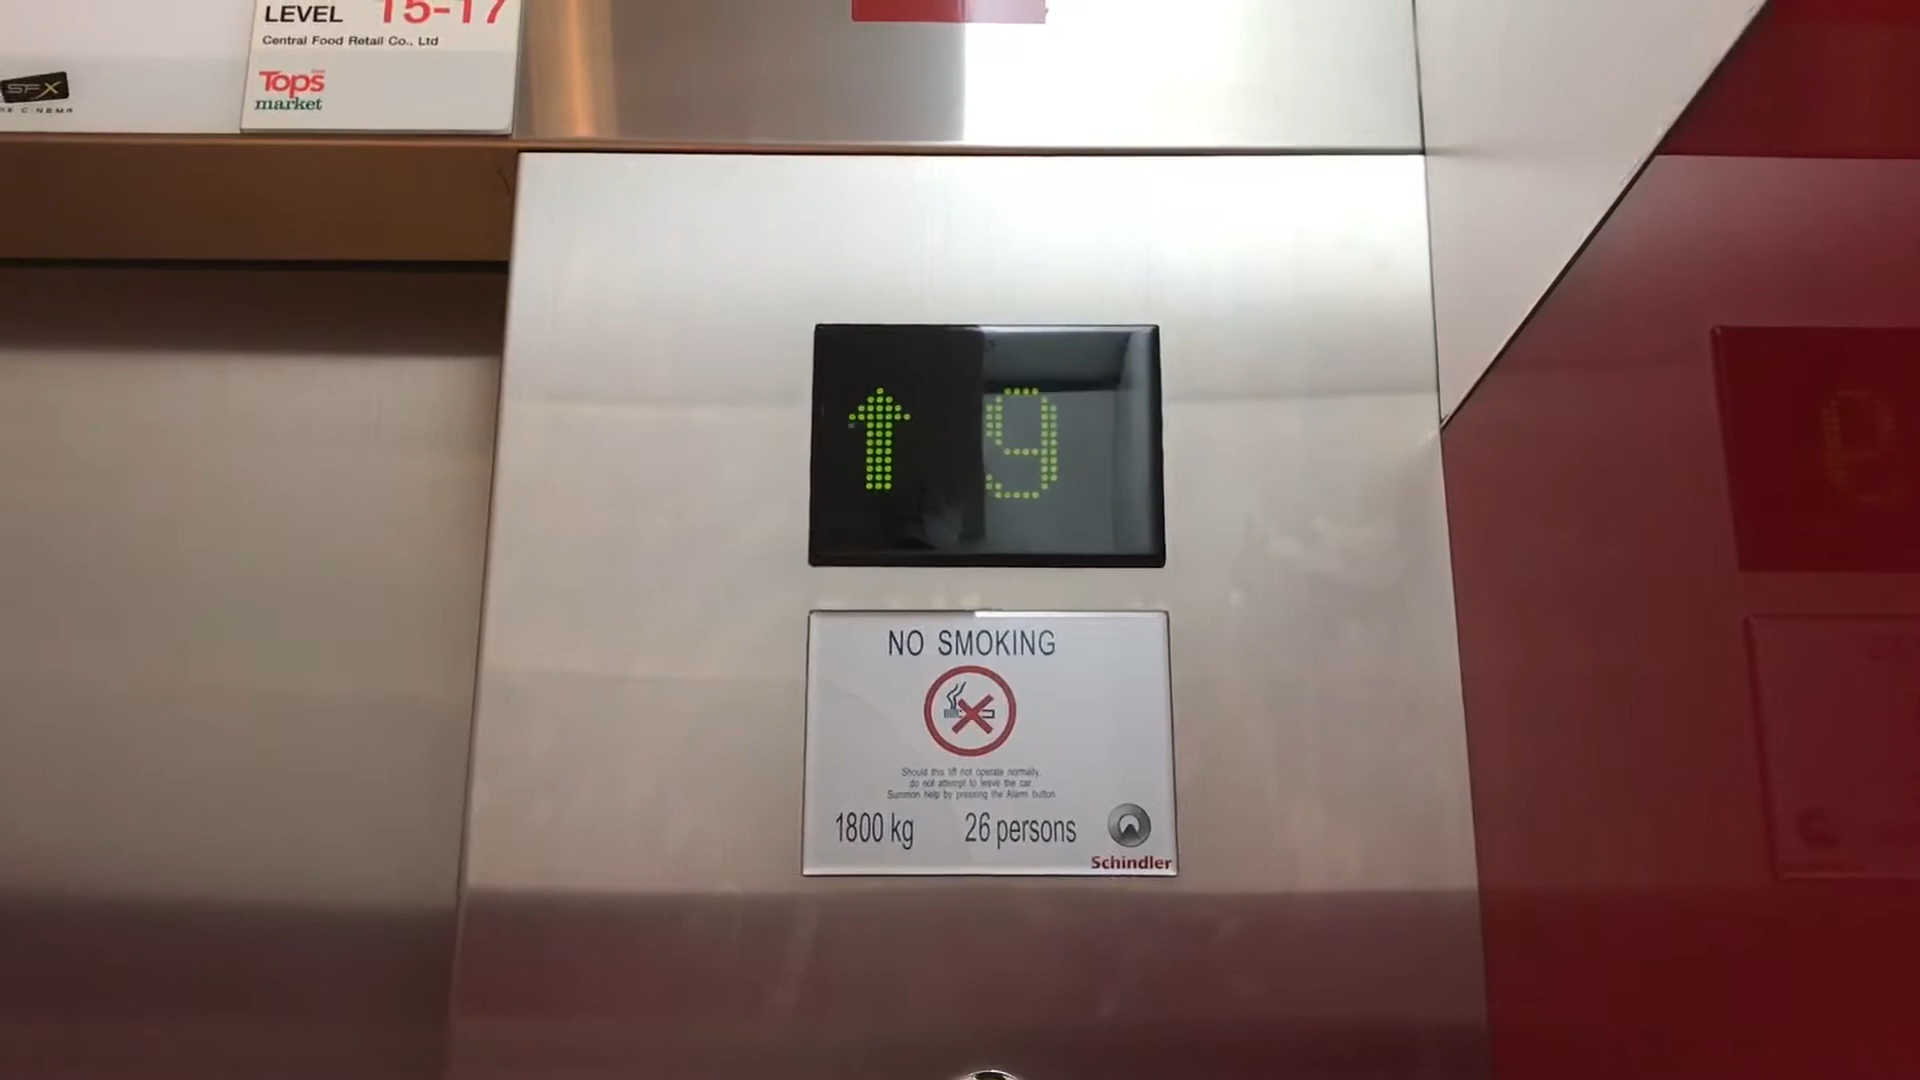 LEVEL 15-17
Central Food Retail Co., Ltd
Tops
market
SFX
9
NO SMOKING
Should this lift not operate normally,
do not attempt to leave the car.
Summon help by pressing the Alarm button
1800 kg 26 persons
Schindler